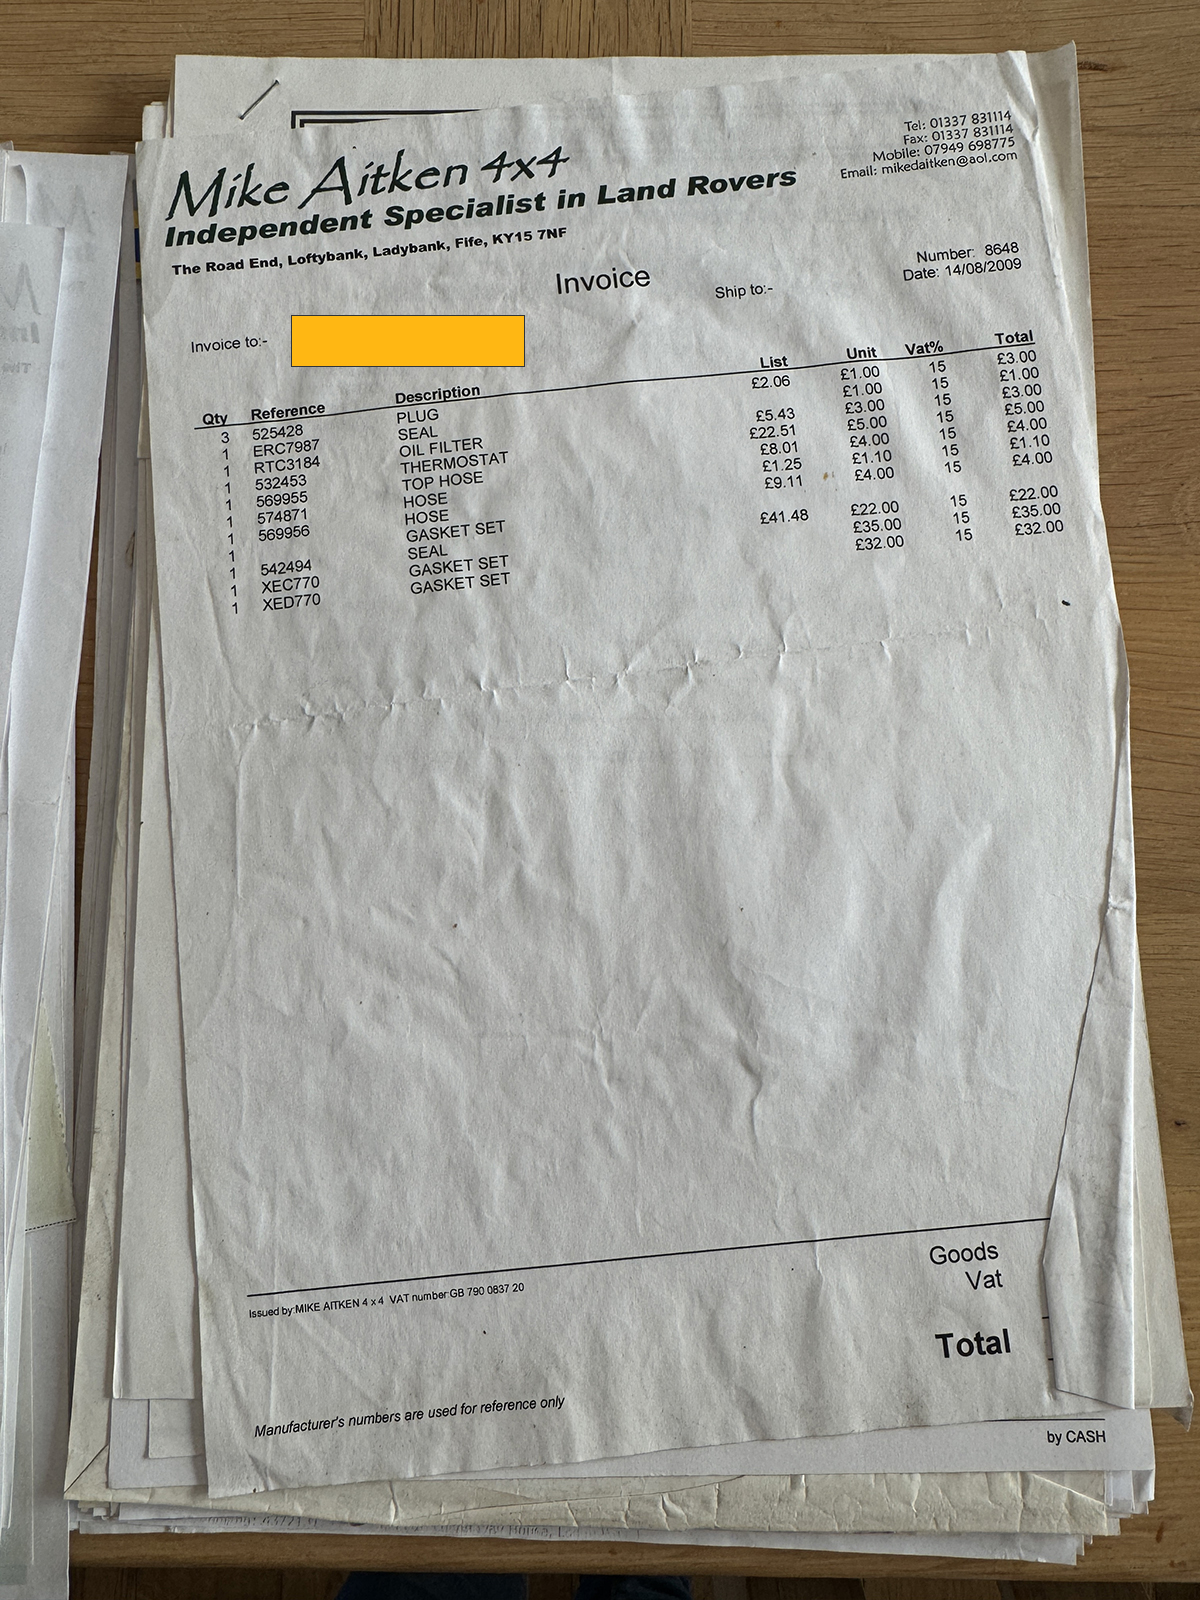 Tel: 01337 831114
Fax: 01337 831114
Mobile: 07949 698775
Email: mikedaitken@aol.com
Mike Aitken 4x4
Independent Specialist in Land Rovers
The Road End, Loftybank, Ladybank, Fife, KY15 7NF
Number: 8648
Date: 14/08/2009
Invoice
Invoice to:-
Ship to:-
Qty Reference Description List Unit Vat% Total
3 525428 PLUG £2.06 £1.00 15 £3.00
1 ERC7987 SEAL £1.00 15 £1.00
1 RTC3184 OIL FILTER £5.43 £3.00 15 £3.00
1 532453 THERMOSTAT £22.51 £5.00 15 £5.00
1 569955 TOP HOSE £8.01 £4.00 15 £4.00
1 574871 HOSE £1.25 £1.10 15 £1.10
1 569956 HOSE £9.11 £4.00 15 £4.00
1 GASKET SET
1 542494 SEAL £41.48 £22.00 15 £22.00
1 XEC770 GASKET SET £35.00 15 £35.00
1 XED770 GASKET SET £32.00 15 £32.00
Goods
Vat
Issued by:MIKE AITKEN 4 x 4 VAT number:GB 790 0837 20
Total
Manufacturer's numbers are used for reference only
by CASH